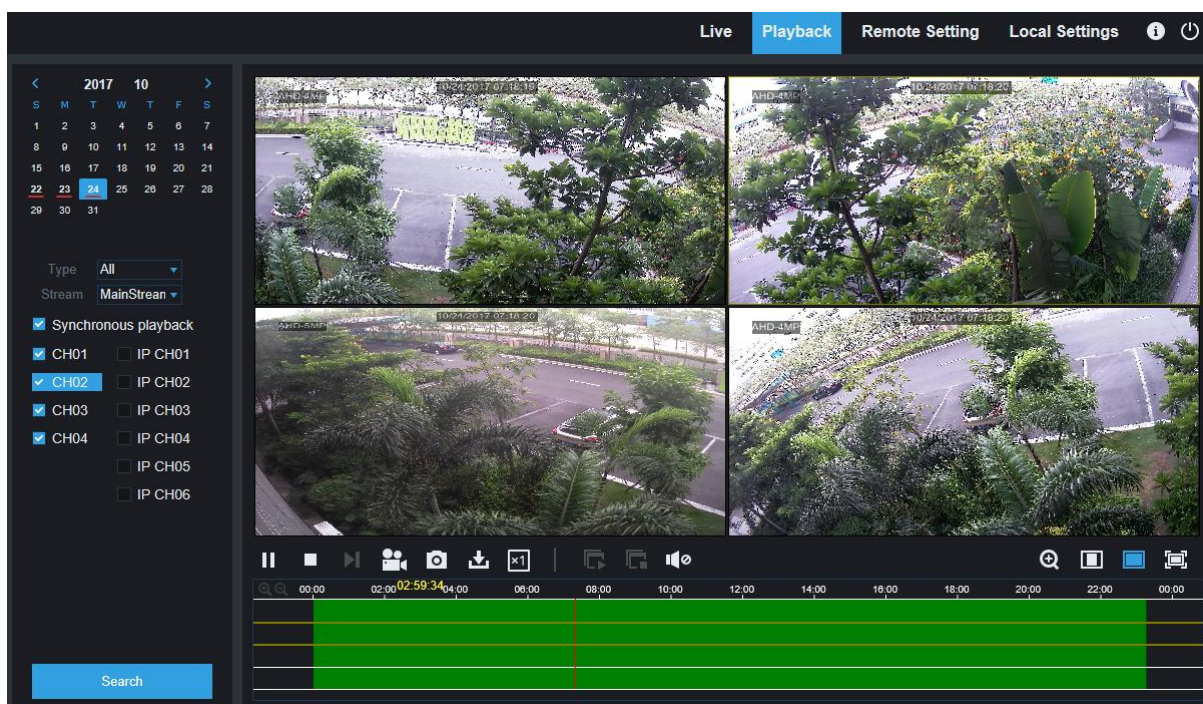 Live Playback Remote Setting Local Settings
2017 10
S M T W T F S
1 2 3 4 5 6 7
8 9 10 11 12 13 14
15 16 17 18 19 20 21
22 23 24 25 26 27 28
29 30 31
Type All
Stream MainStrean
Synchronous playback
CH01 IP CH01
CH02 IP CH02
CH03 IP CH03
CH04 IP CH04
IP CH05
IP CH06
Search
AHD-4MP 10/24/2017 07:18:19
AHD-4MP 10/24/2017 07:18:20
AHD-5MP 10/24/2017 07:18:20
AHD-4MP 10/24/2017 07:18:20
×1
00:00 02:00 02:59:34 04:00 06:00 08:00 10:00 12:00 14:00 16:00 18:00 20:00 22:00 00:00